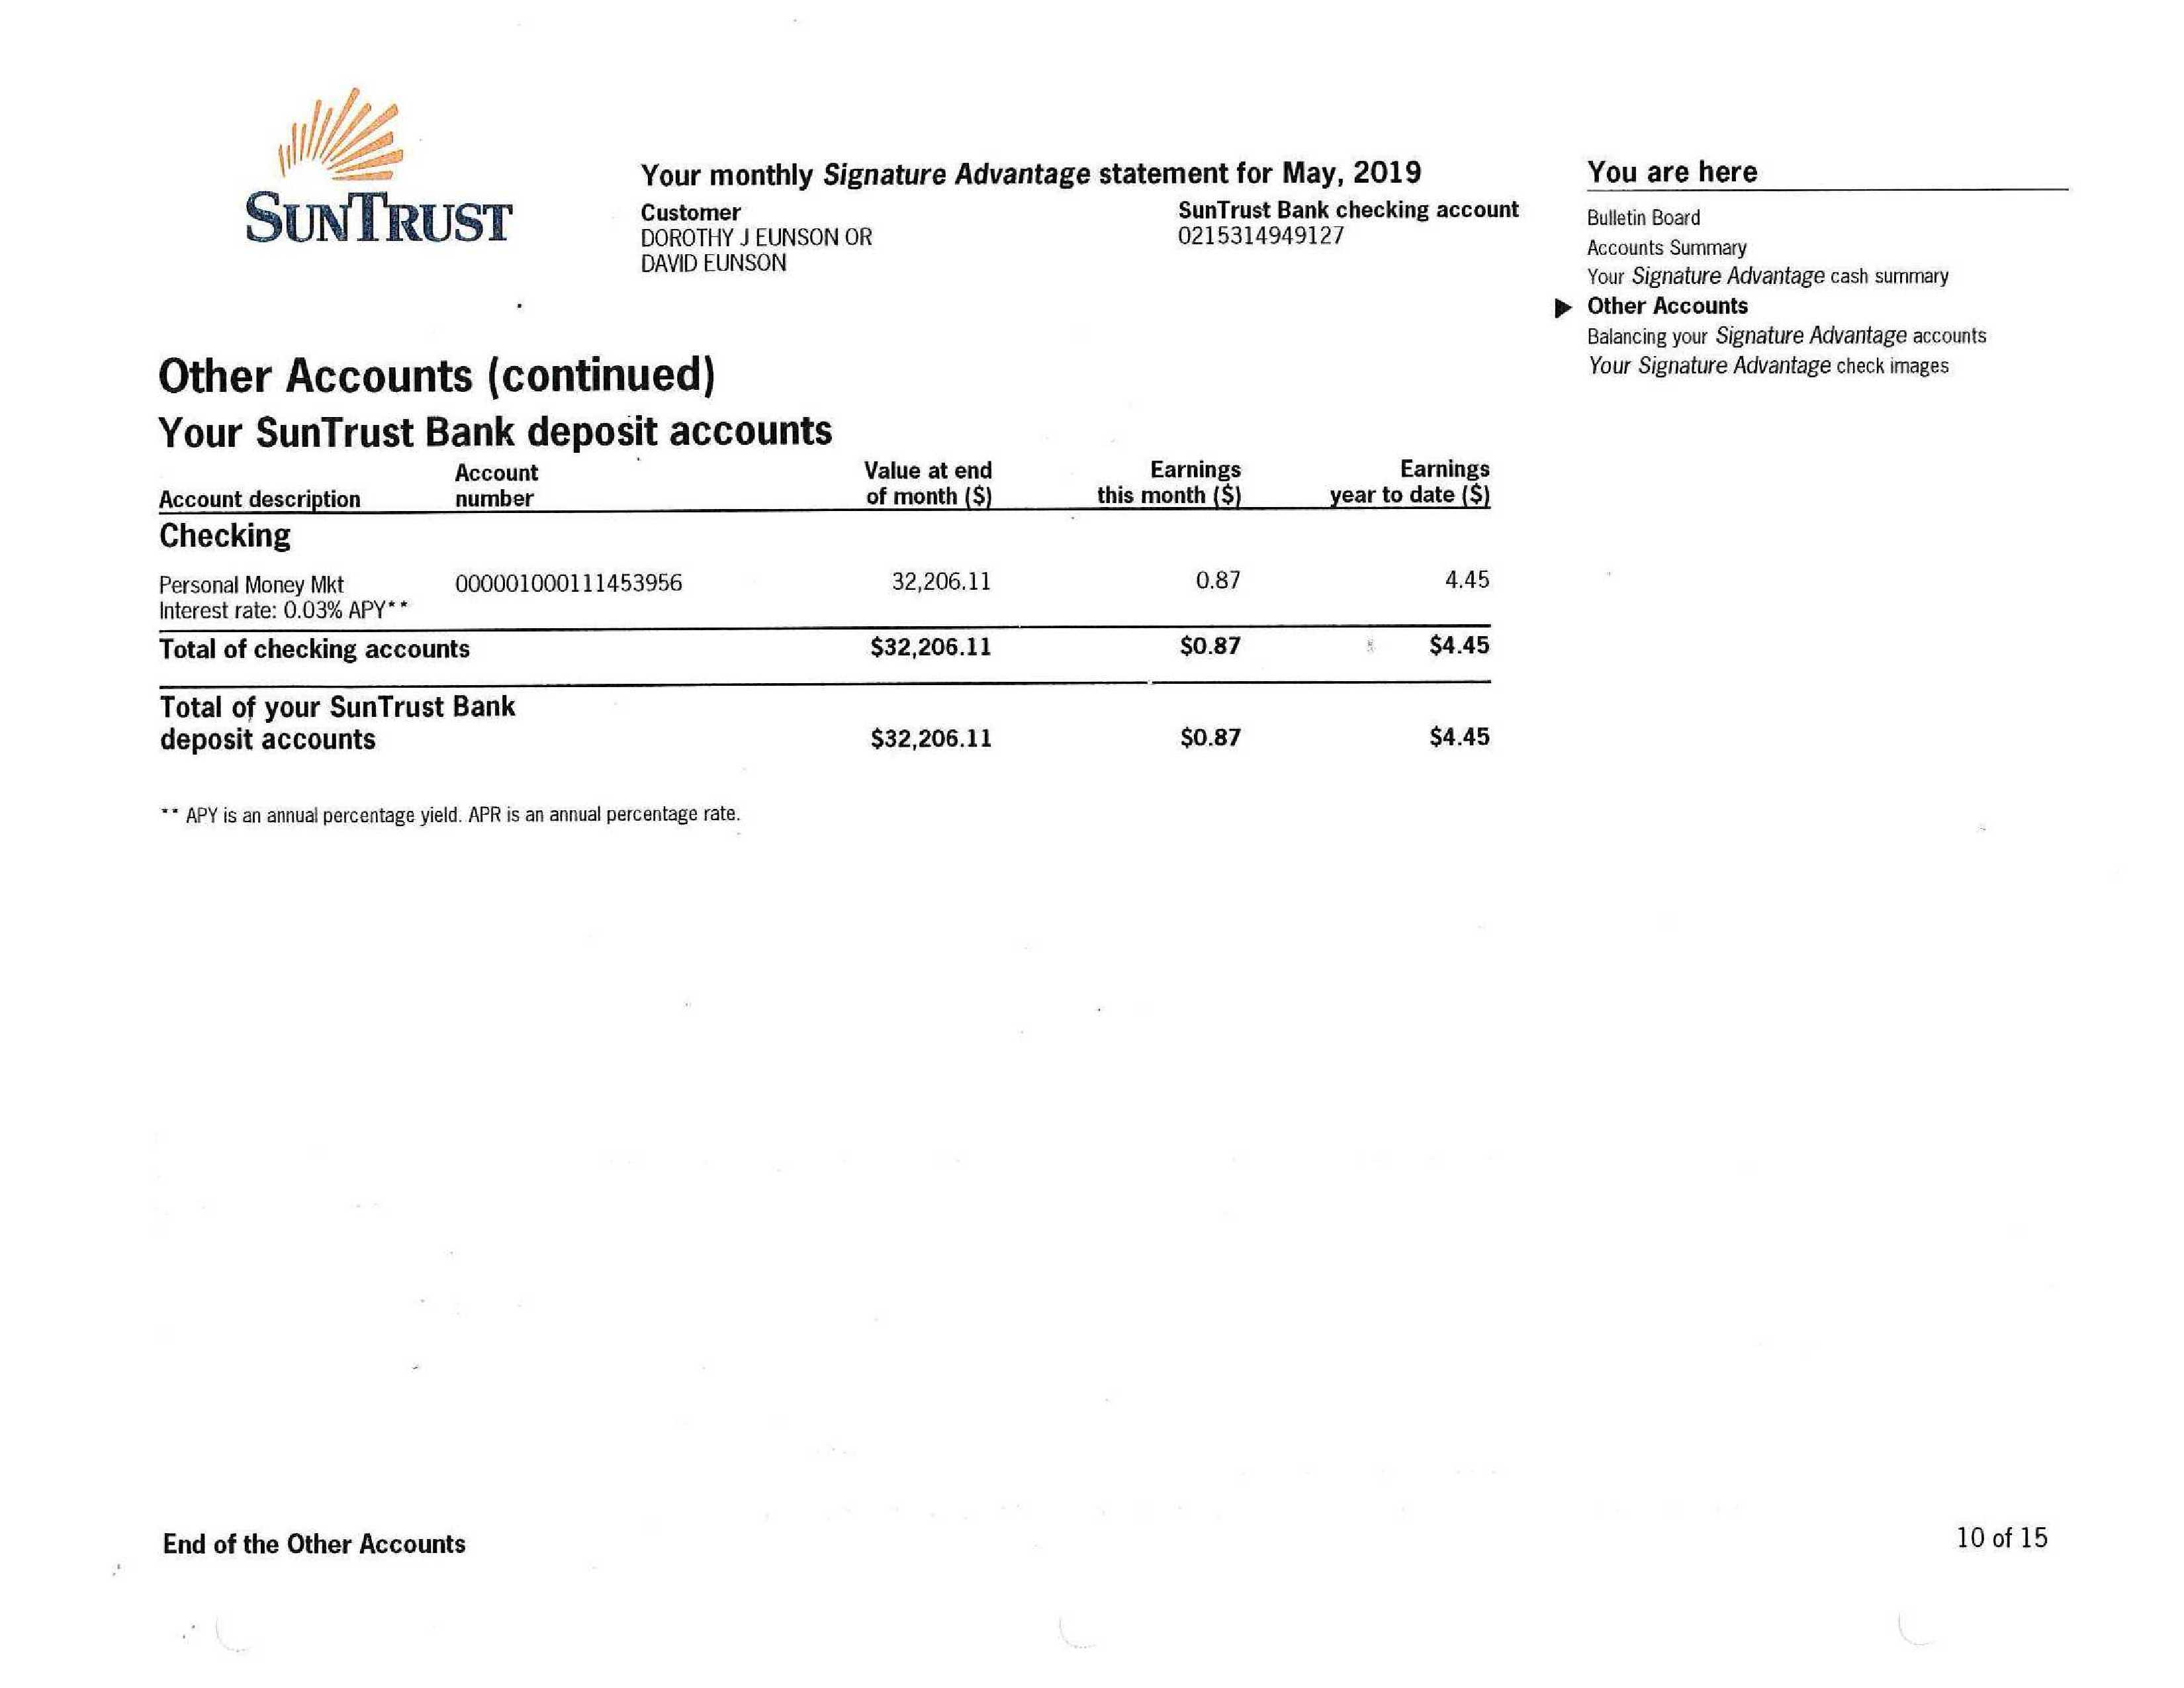 SUNTRUST
Your monthly Signature Advantage statement for May, 2019
Customer
DOROTHY J EUNSON OR
DAVID EUNSON
SunTrust Bank checking account
0215314949127
You are here
Bulletin Board
Accounts Summary
Your Signature Advantage cash summary
Other Accounts
Balancing your Signature Advantage accounts
Your Signature Advantage check images
Other Accounts (continued)
Your SunTrust Bank deposit accounts
Account description Account number Value at end of month ($) Earnings this month ($) Earnings year to date ($)
Checking
Personal Money Mkt 000001000111453956 32,206.11 0.87 4.45
Interest rate: 0.03% APY**
Total of checking accounts $32,206.11 $0.87 $4.45
Total of your SunTrust Bank
deposit accounts $32,206.11 $0.87 $4.45
** APY is an annual percentage yield. APR is an annual percentage rate.
End of the Other Accounts
10 of 15